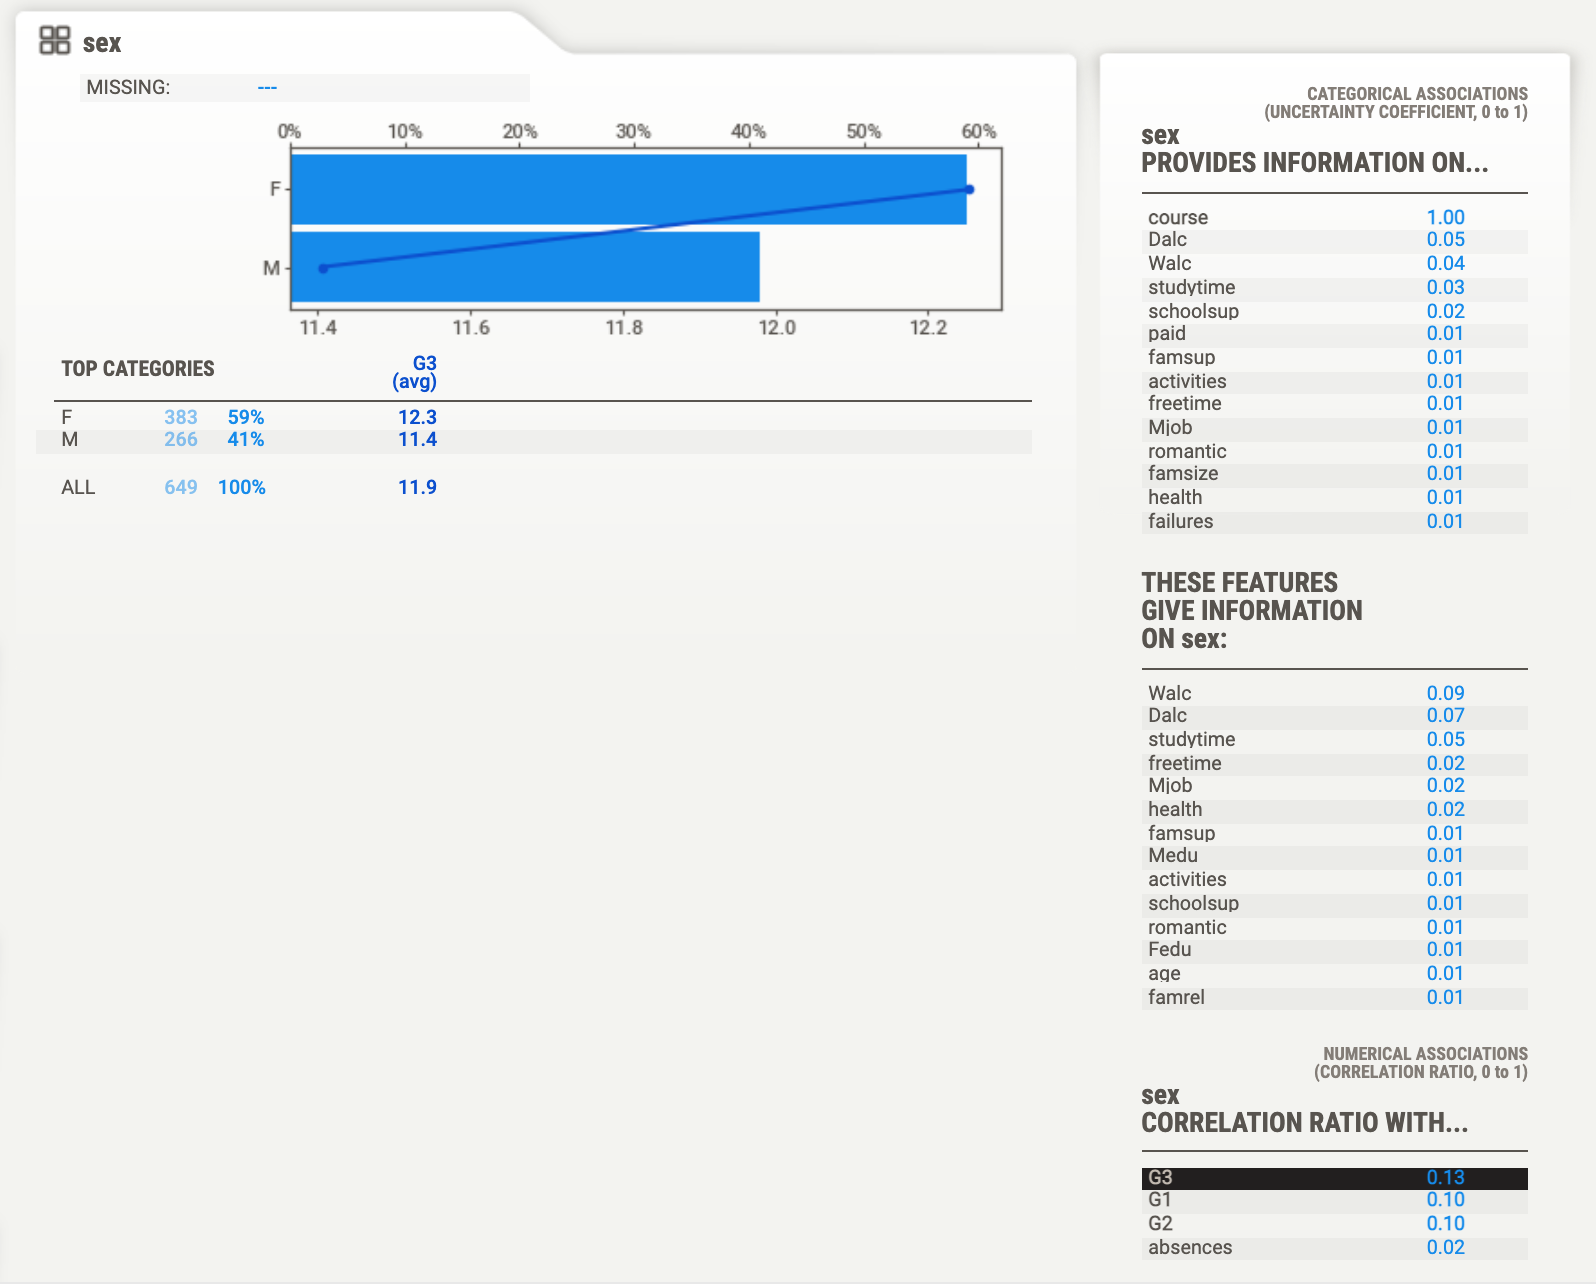 sex
MISSING: ---
0% 10% 20% 30% 40% 50% 60%
F
M
11.4 11.6 11.8 12.0 12.2
TOP CATEGORIES G3 (avg)
F 383 59% 12.3
M 266 41% 11.4
ALL 649 100% 11.9
CATEGORICAL ASSOCIATIONS
(UNCERTAINTY COEFFICIENT, 0 to 1)
sex
PROVIDES INFORMATION ON...
course 1.00
Dalc 0.05
Walc 0.04
studytime 0.03
schoolsup 0.02
paid 0.01
famsup 0.01
activities 0.01
freetime 0.01
Mjob 0.01
romantic 0.01
famsize 0.01
health 0.01
failures 0.01
THESE FEATURES
GIVE INFORMATION
ON sex:
Walc 0.09
Dalc 0.07
studytime 0.05
freetime 0.02
Mjob 0.02
health 0.02
famsup 0.01
Medu 0.01
activities 0.01
schoolsup 0.01
romantic 0.01
Fedu 0.01
age 0.01
famrel 0.01
NUMERICAL ASSOCIATIONS
(CORRELATION RATIO, 0 to 1)
sex
CORRELATION RATIO WITH...
G3 0.13
G1 0.10
G2 0.10
absences 0.02